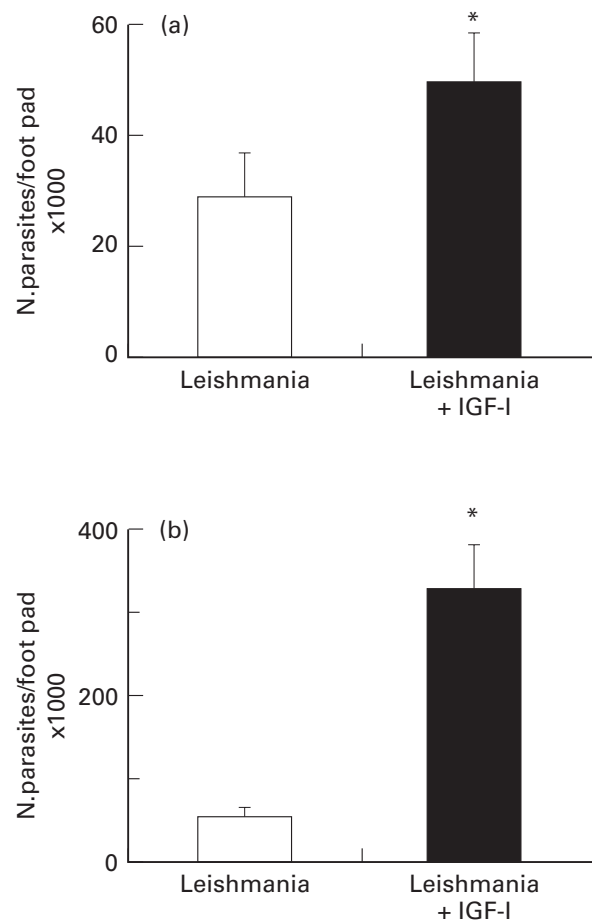 (a)
*
N.parasites/foot pad
x1000
60
40
20
0
Leishmania
Leishmania
+ IGF-I
(b)
*
N.parasites/foot pad
x1000
400
200
0
Leishmania
Leishmania
+ IGF-I